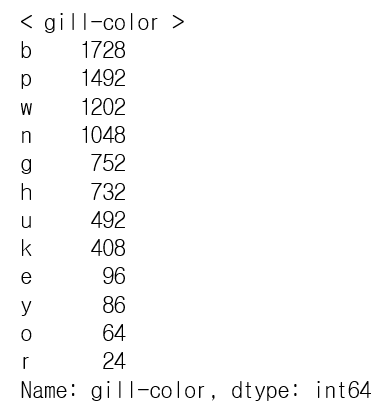 < gill-color >
b    1728
p    1492
w    1202
n    1048
g     752
h     732
u     492
k     408
e      96
y      86
o      64
r      24
Name: gill-color, dtype: int64